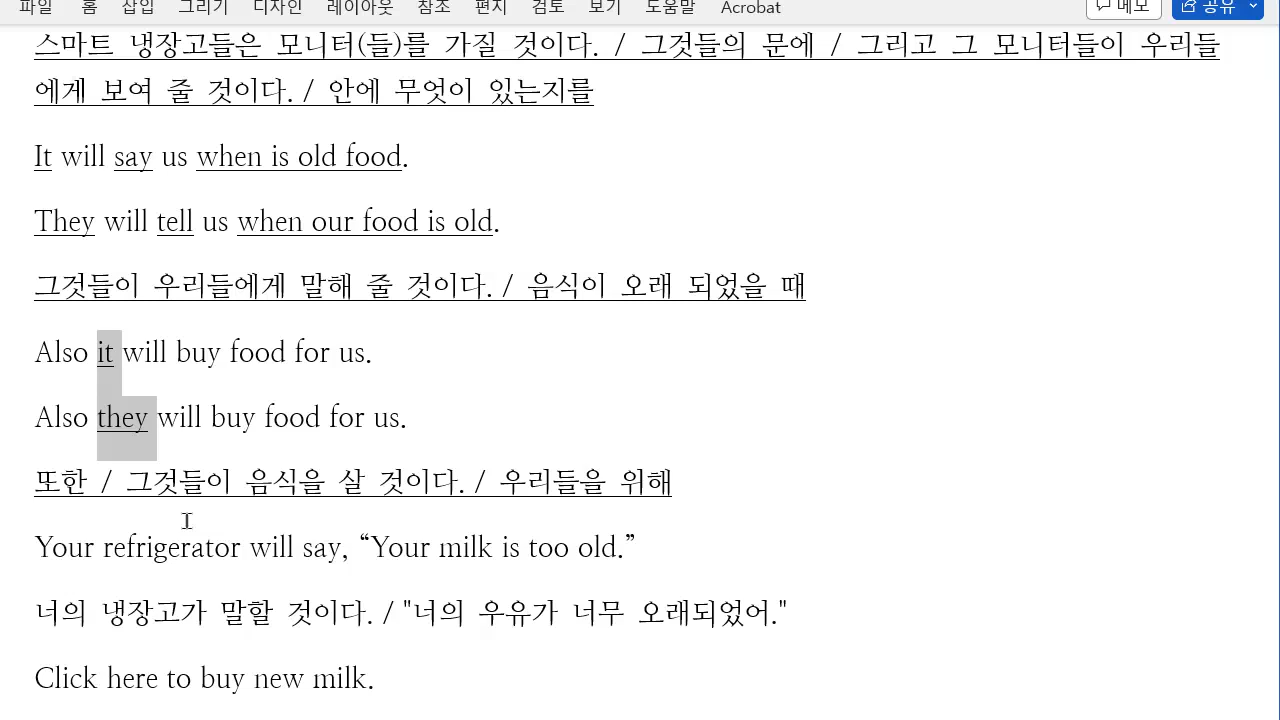 파일 홈 삽입 그리기 디자인 레이아웃 참조 편지 검토 보기 도움말 Acrobat 메모 공유
스마트 냉장고들은 모니터(들)를 가질 것이다. / 그것들의 문에 / 그리고 그 모니터들이 우리들
에게 보여 줄 것이다. / 안에 무엇이 있는지를
It will say us when is old food.
They will tell us when our food is old.
그것들이 우리들에게 말해 줄 것이다. / 음식이 오래 되었을 때
Also it will buy food for us.
Also they will buy food for us.
또한 / 그것들이 음식을 살 것이다. / 우리들을 위해
Your refrigerator will say, “Your milk is too old.”
너의 냉장고가 말할 것이다. / "너의 우유가 너무 오래되었어."
Click here to buy new milk.